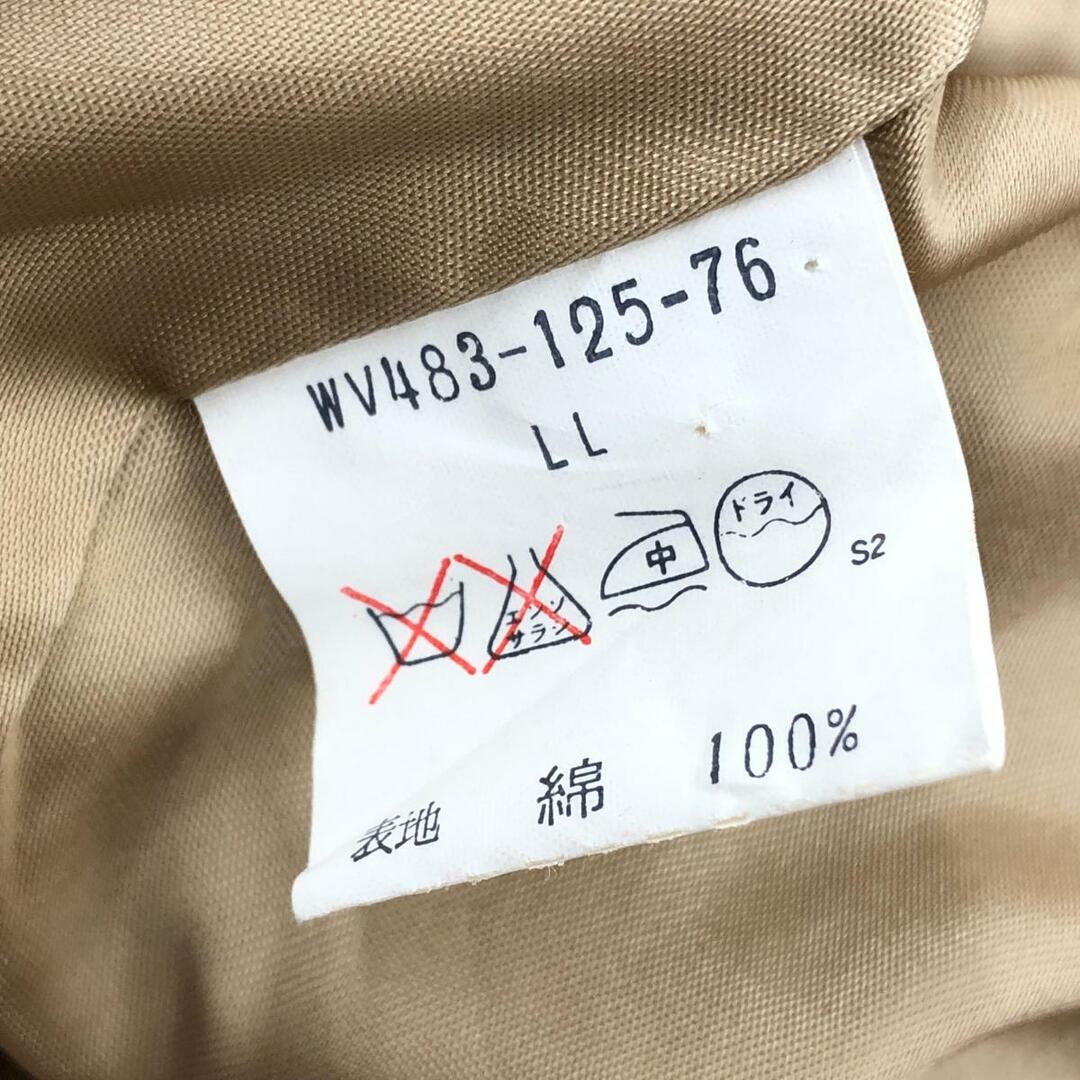 WV483-125-76
LL
エンソ
サラシ
中
ドライ
S2
表地 綿 100%